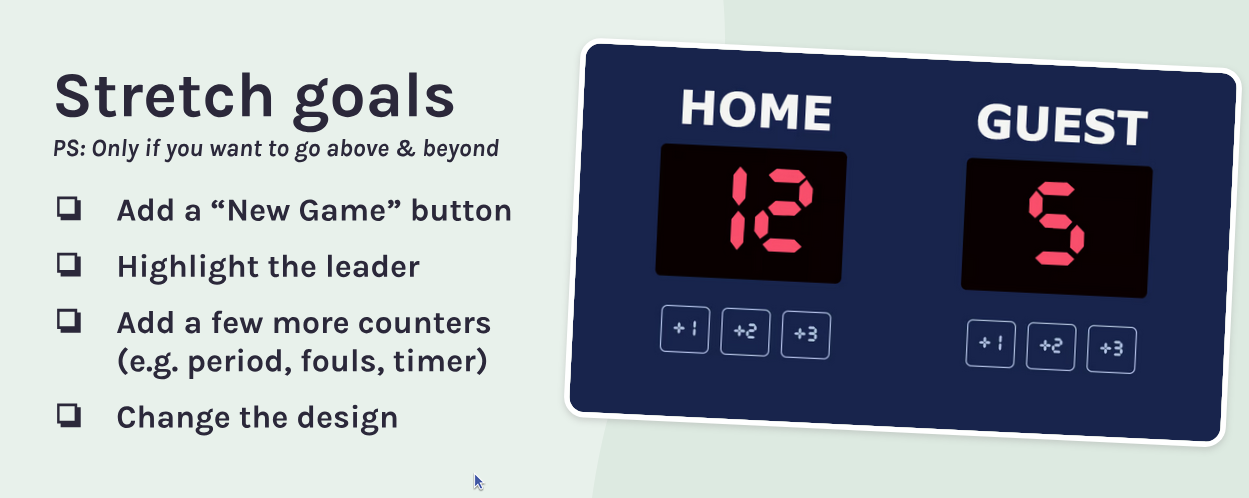 Stretch goals
PS: Only if you want to go above & beyond
Add a “New Game” button
Highlight the leader
Add a few more counters
(e.g. period, fouls, timer)
Change the design
HOME
GUEST
12
5
+1 +2 +3
+1 +2 +3